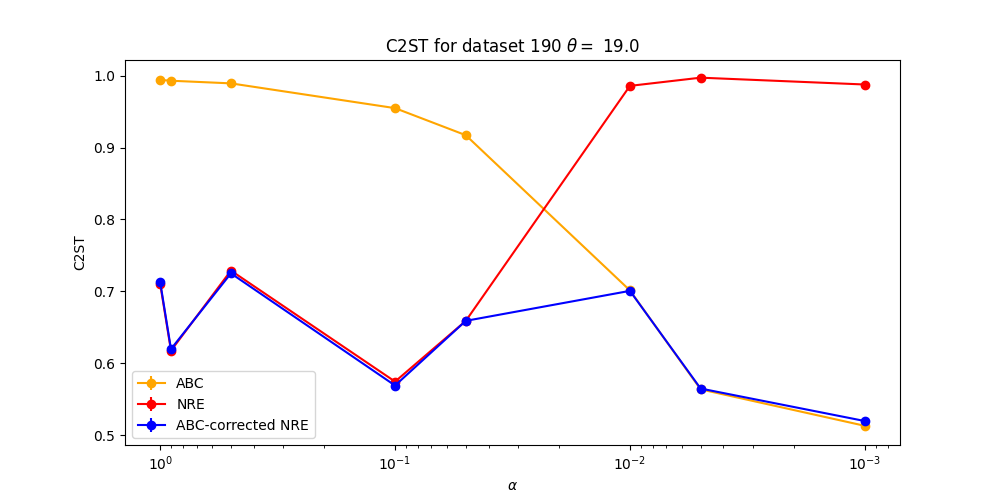 C2ST for dataset 190 θ = 19.0
C2ST
1.0
0.9
0.8
0.7
0.6
0.5
ABC
NRE
ABC-corrected NRE
10⁰
10⁻¹
10⁻²
10⁻³
α